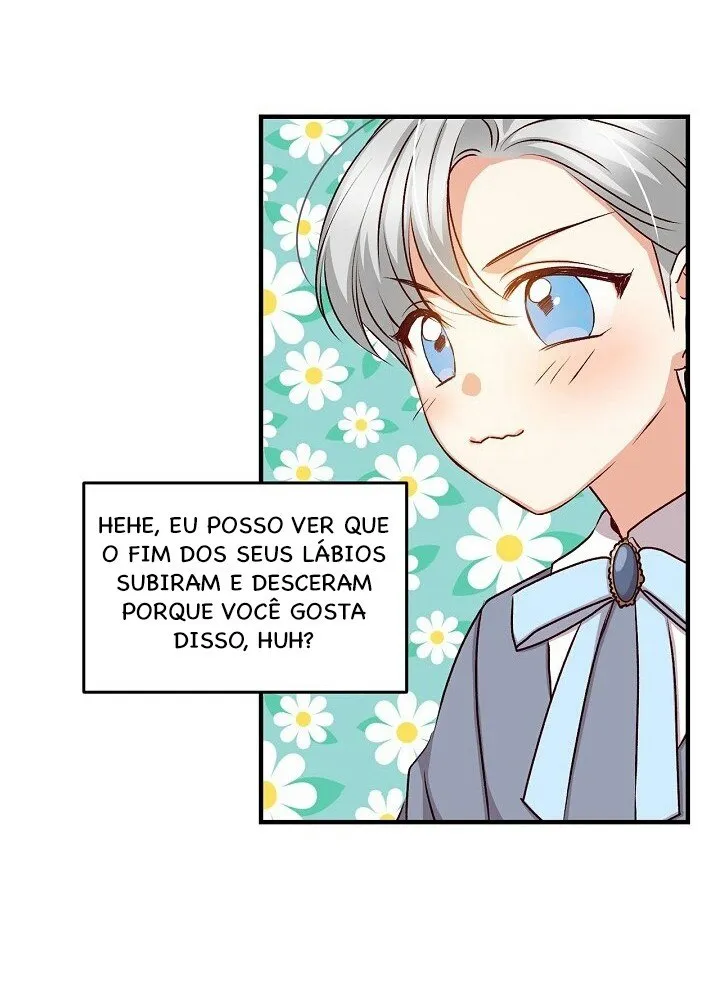 HEHE, EU POSSO VER QUE
O FIM DOS SEUS LÁBIOS
SUBIRAM E DESCERAM
PORQUE VOCÊ GOSTA
DISSO, HUH?